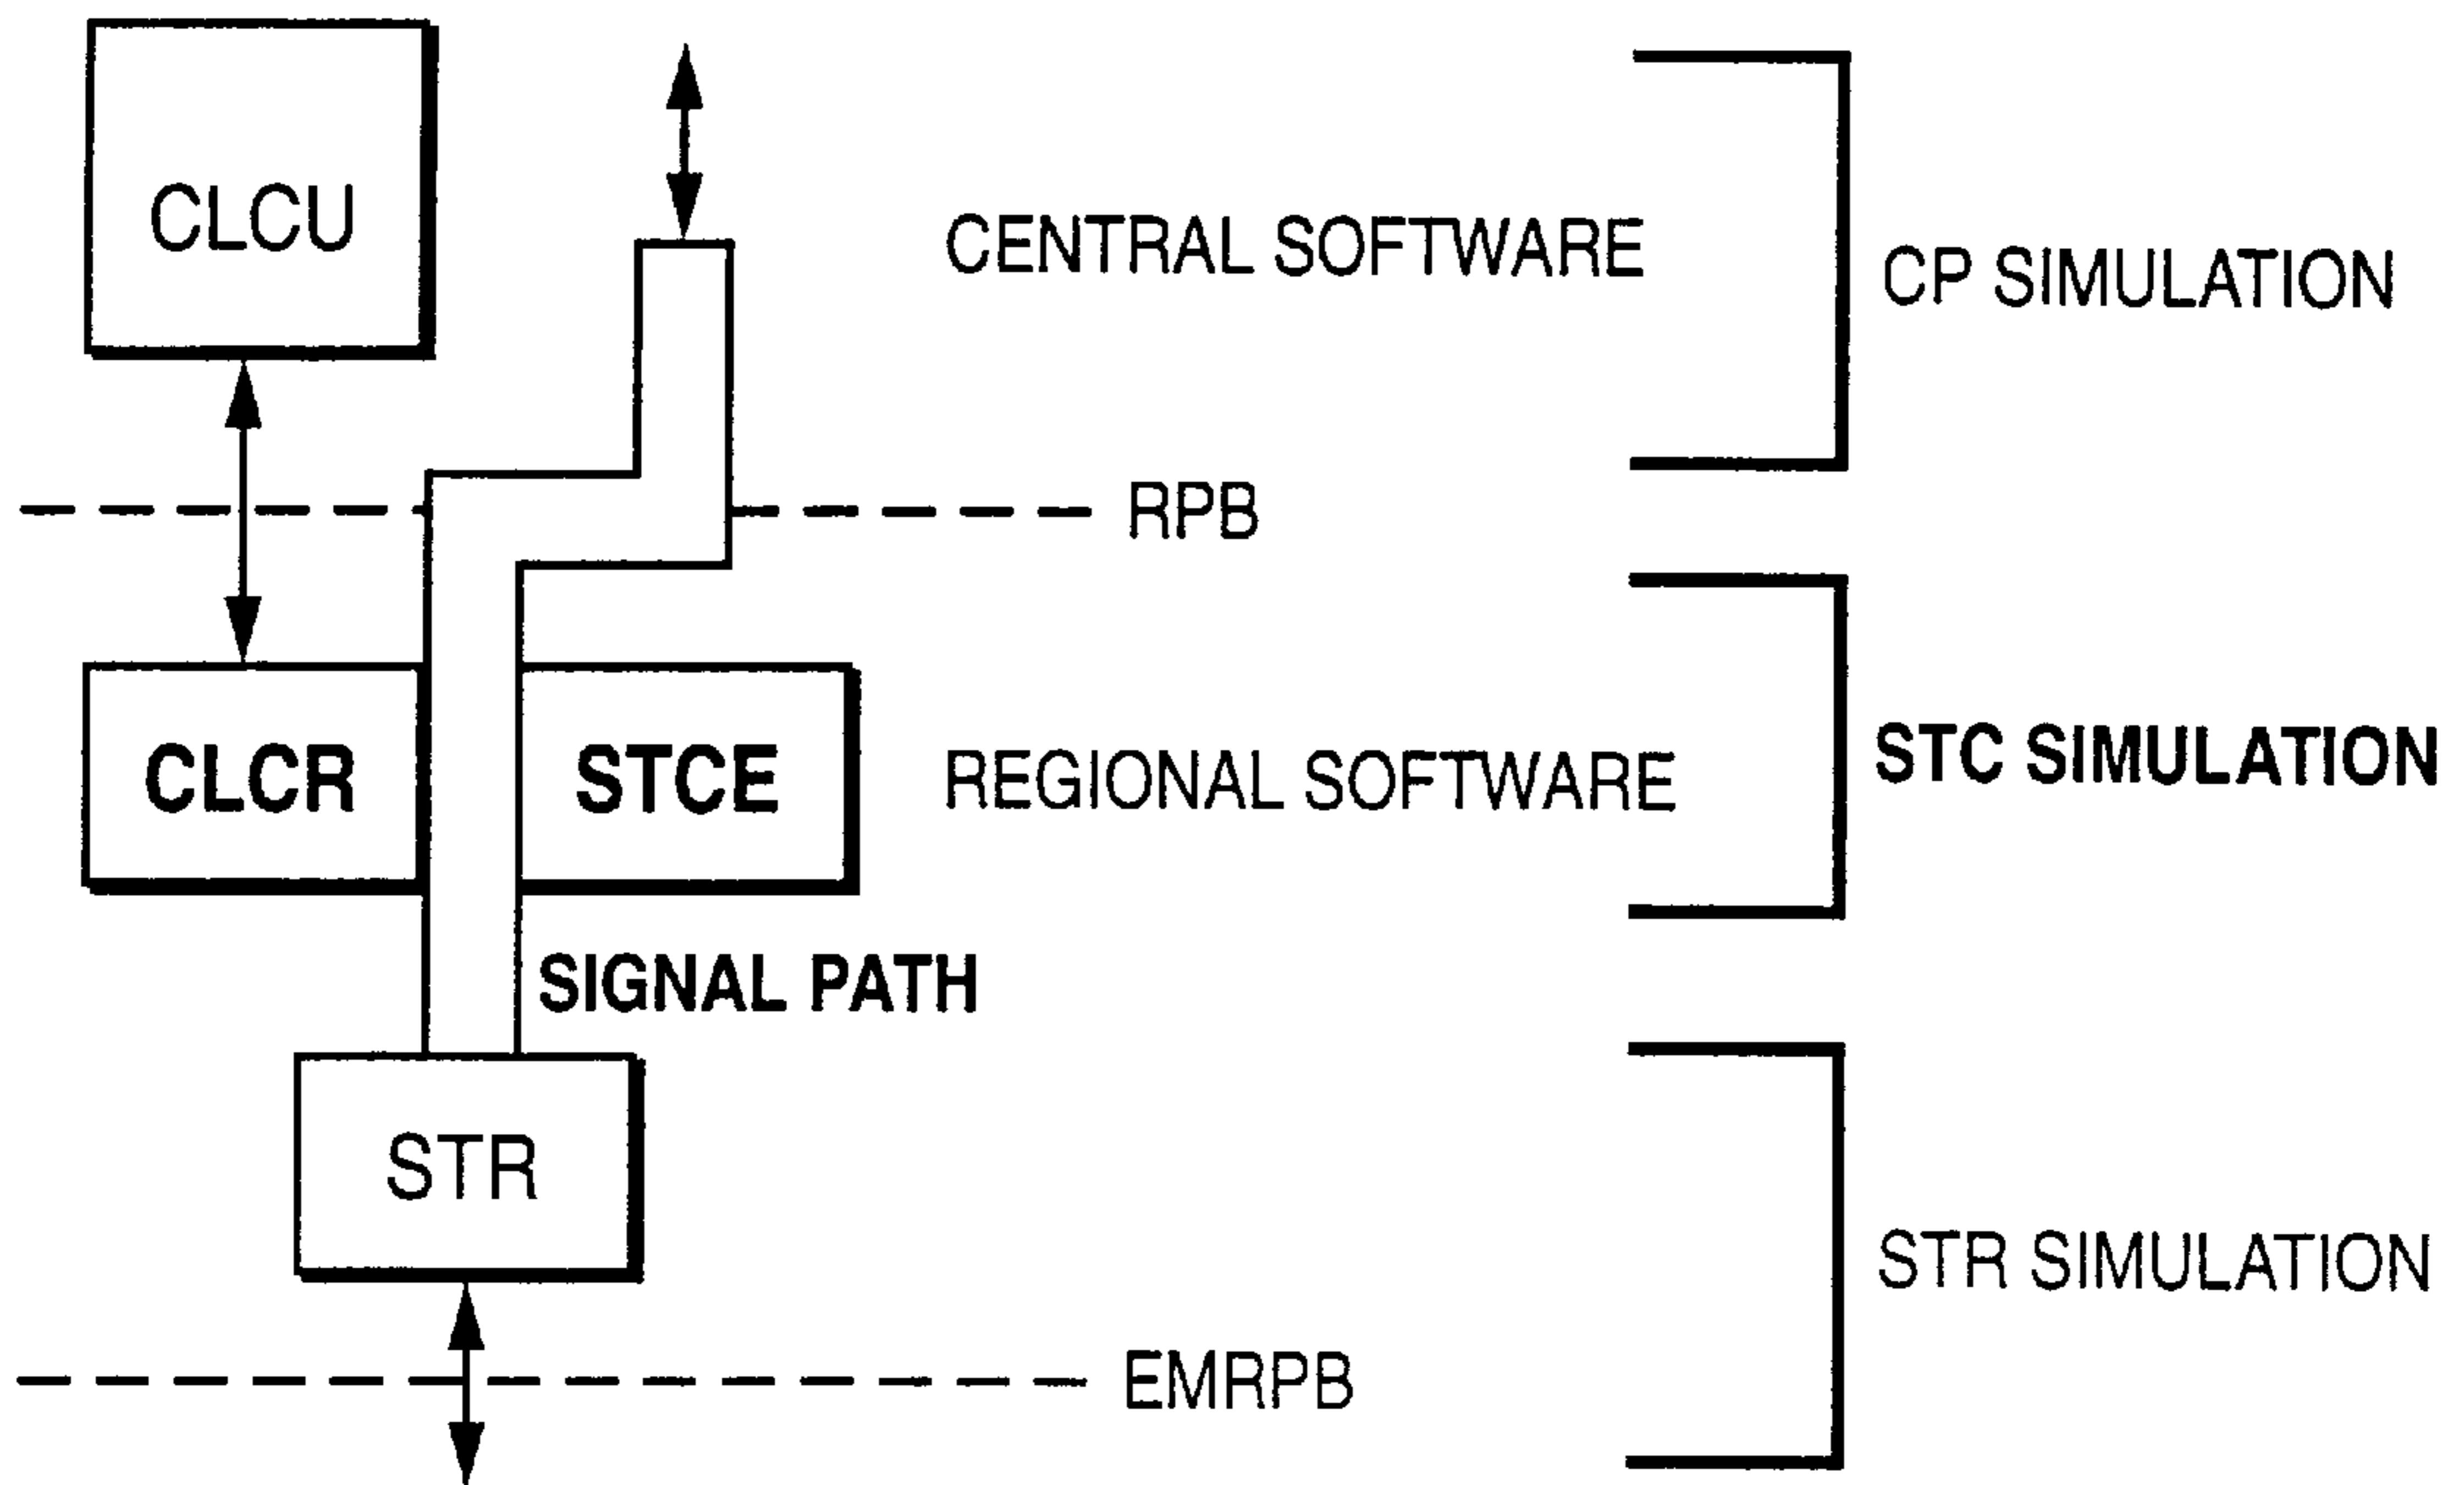 CLCU
CENTRAL SOFTWARE
CP SIMULATION
RPB
CLCR
STCE
REGIONAL SOFTWARE
STC SIMULATION
SIGNAL PATH
STR
STR SIMULATION
EMRPB